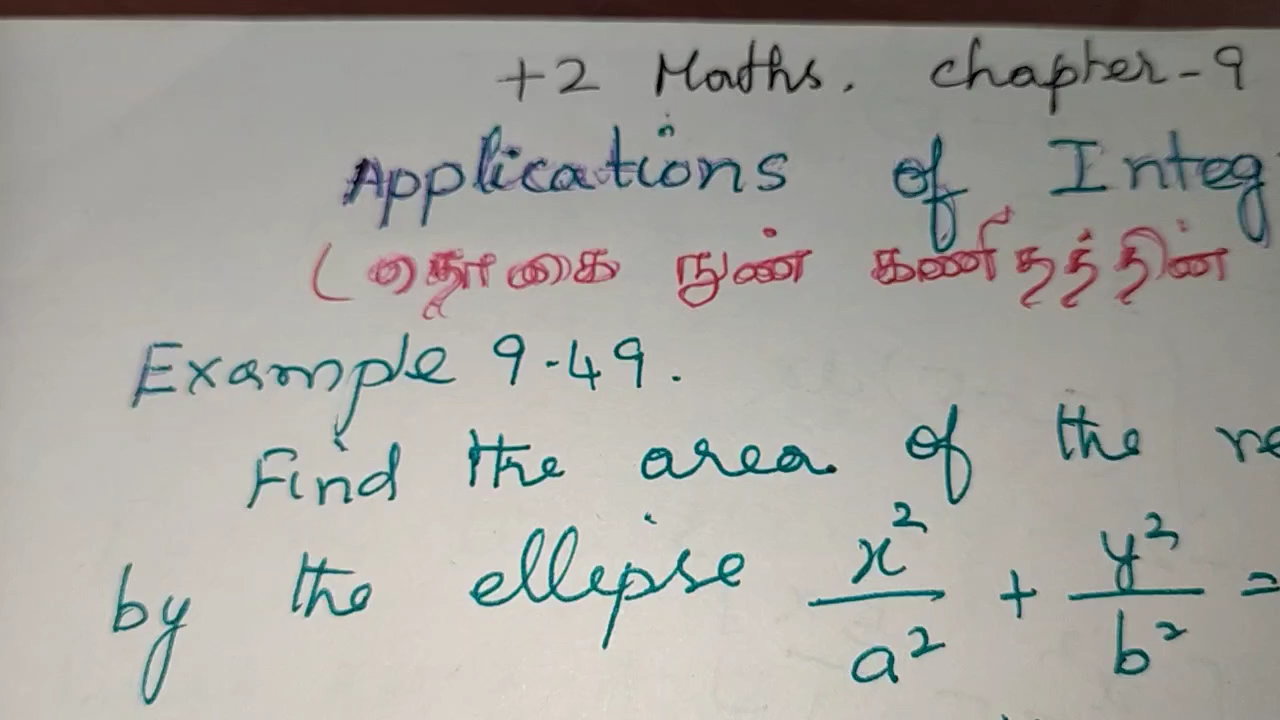 +2 Maths. Chapter-9
Applications of Integ
(தொகை நுண் கணிதத்தின்
Example 9.49.
Find the area of the re
by the ellipse x²/a² + y²/b² =